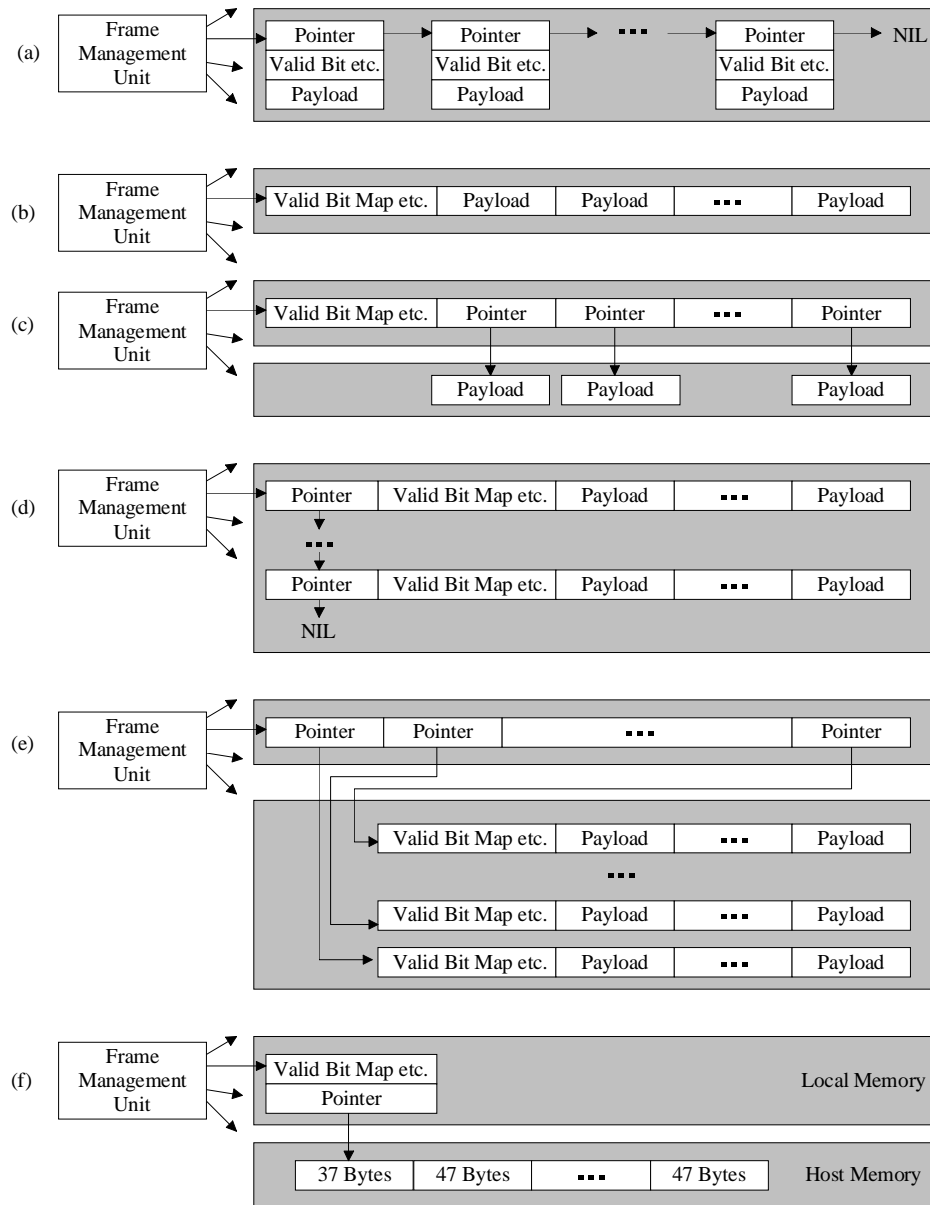 (a)
Frame
Management
Unit
Pointer
Valid Bit etc.
Payload
Pointer
Valid Bit etc.
Payload
Pointer
Valid Bit etc.
Payload
NIL
(b)
Frame
Management
Unit
Valid Bit Map etc. Payload Payload Payload
(c)
Frame
Management
Unit
Valid Bit Map etc. Pointer Pointer Pointer
Payload Payload Payload
(d)
Frame
Management
Unit
Pointer Valid Bit Map etc. Payload Payload
Pointer Valid Bit Map etc. Payload Payload
NIL
(e)
Frame
Management
Unit
Pointer Pointer Pointer
Valid Bit Map etc. Payload Payload
Valid Bit Map etc. Payload Payload
Valid Bit Map etc. Payload Payload
(f)
Frame
Management
Unit
Valid Bit Map etc.
Pointer
Local Memory
37 Bytes 47 Bytes 47 Bytes Host Memory